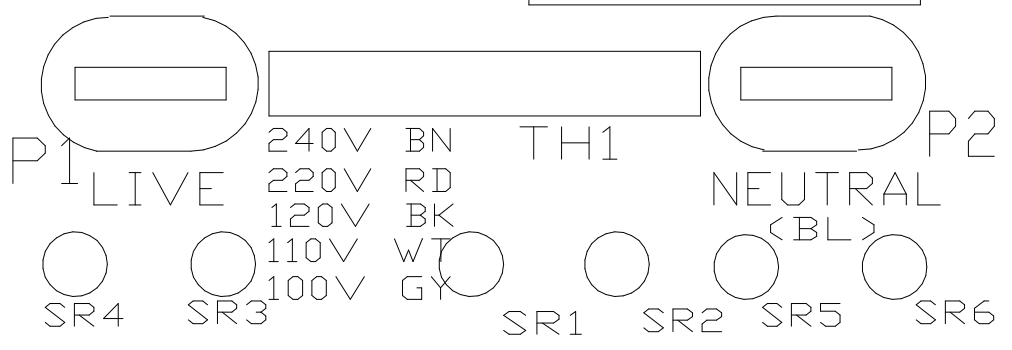 P1
LIVE
240V BN
220V RD
120V BK
110V WT
100V GY
TH1
P2
NEUTRAL
(BL)
SR4
SR3
SR1
SR2
SR5
SR6